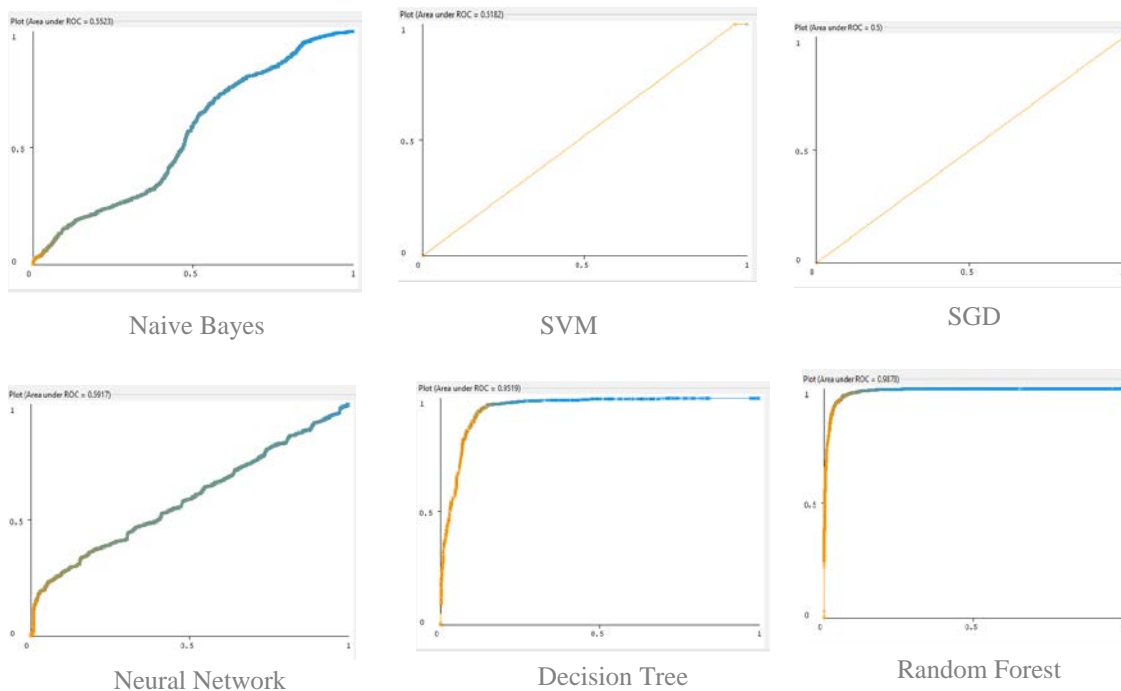 Plot (Area under ROC = 0.5523)
1
0.5
0
0
0.5
1
Naive Bayes
Plot (Area under ROC = 0.5182)
1
0.5
0
0
0.5
1
SVM
Plot (Area under ROC = 0.5)
1
0.5
0
0
0.5
1
SGD
Plot (Area under ROC = 0.5917)
1
0.5
0
0
0.5
1
Neural Network
Plot (Area under ROC = 0.9519)
1
0.5
0
0
0.5
1
Decision Tree
Plot (Area under ROC = 0.9878)
1
0.5
0
0
0.5
Random Forest